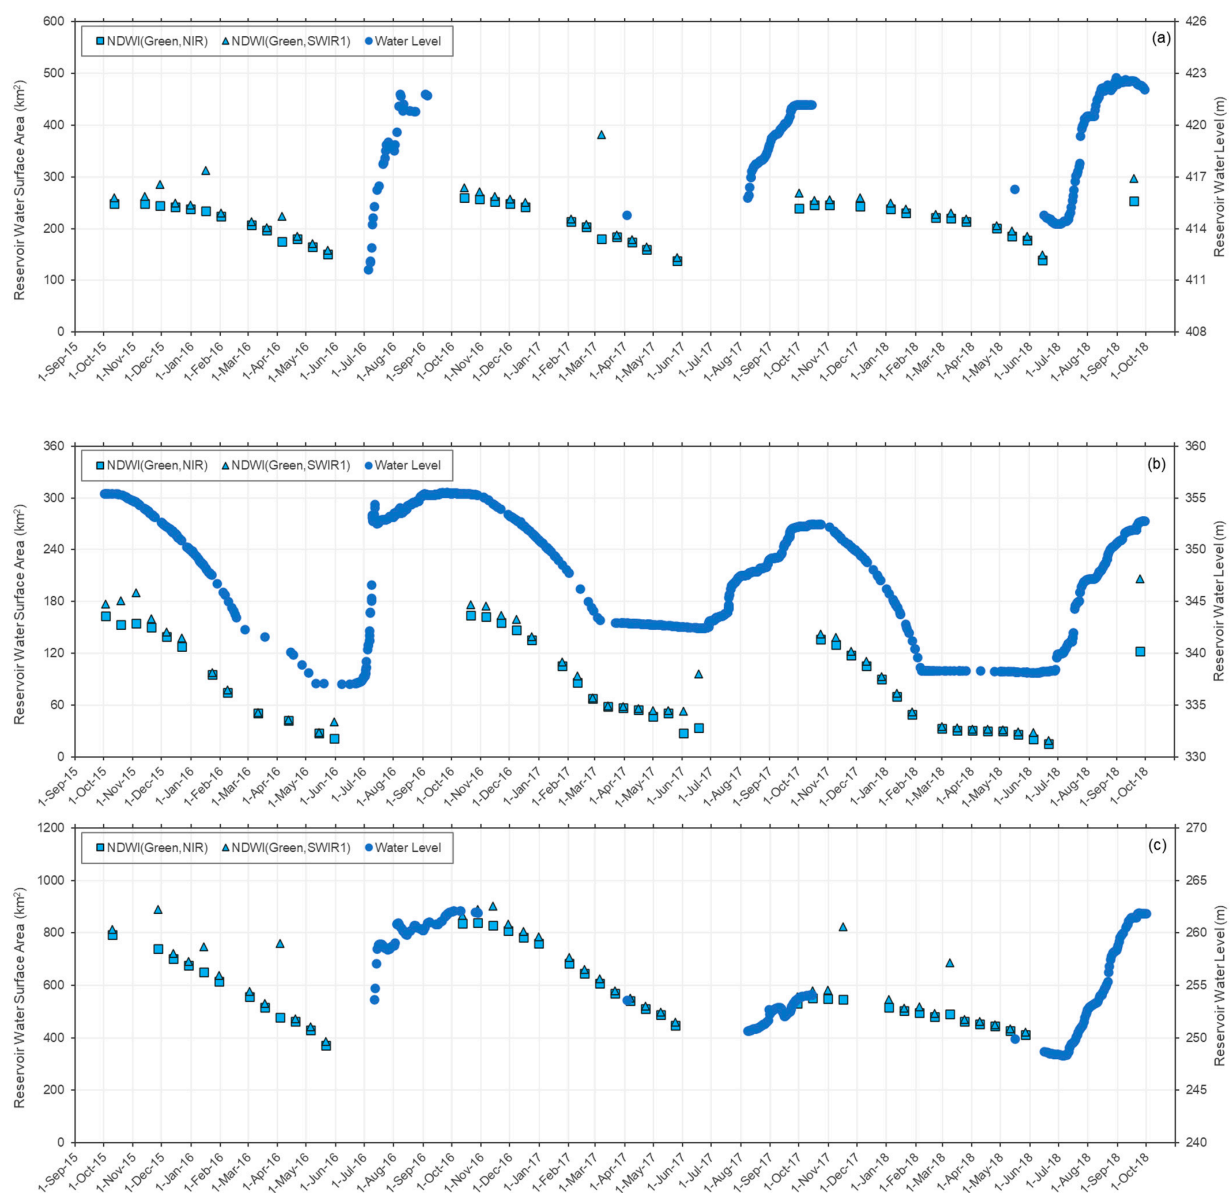 600
500
400
300
200
100
0
Reservoir Water Surface Area (km²)
NDWI(Green,NIR) NDWI(Green,SWIR1) Water Level
(a)
426
423
420
417
414
411
408
Reservoir Water Level (m)
1-Sep-15 1-Oct-15 1-Nov-15 1-Dec-15 1-Jan-16 1-Feb-16 1-Mar-16 1-Apr-16 1-May-16 1-Jun-16 1-Jul-16 1-Aug-16 1-Sep-16 1-Oct-16 1-Nov-16 1-Dec-16 1-Jan-17 1-Feb-17 1-Mar-17 1-Apr-17 1-May-17 1-Jun-17 1-Jul-17 1-Aug-17 1-Sep-17 1-Oct-17 1-Nov-17 1-Dec-17 1-Jan-18 1-Feb-18 1-Mar-18 1-Apr-18 1-May-18 1-Jun-18 1-Jul-18 1-Aug-18 1-Sep-18 1-Oct-18
360
300
240
180
120
60
0
Reservoir Water Surface Area (km²)
NDWI(Green,NIR) NDWI(Green,SWIR1) Water Level
(b)
360
355
350
345
340
335
330
Reservoir Water Level (m)
1-Sep-15 1-Oct-15 1-Nov-15 1-Dec-15 1-Jan-16 1-Feb-16 1-Mar-16 1-Apr-16 1-May-16 1-Jun-16 1-Jul-16 1-Aug-16 1-Sep-16 1-Oct-16 1-Nov-16 1-Dec-16 1-Jan-17 1-Feb-17 1-Mar-17 1-Apr-17 1-May-17 1-Jun-17 1-Jul-17 1-Aug-17 1-Sep-17 1-Oct-17 1-Nov-17 1-Dec-17 1-Jan-18 1-Feb-18 1-Mar-18 1-Apr-18 1-May-18 1-Jun-18 1-Jul-18 1-Aug-18 1-Sep-18 1-Oct-18
1200
1000
800
600
400
200
0
Reservoir Water Surface Area (km²)
NDWI(Green,NIR) NDWI(Green,SWIR1) Water Level
(c)
270
265
260
255
250
245
240
Reservoir Water Level (m)
1-Sep-15 1-Oct-15 1-Nov-15 1-Dec-15 1-Jan-16 1-Feb-16 1-Mar-16 1-Apr-16 1-May-16 1-Jun-16 1-Jul-16 1-Aug-16 1-Sep-16 1-Oct-16 1-Nov-16 1-Dec-16 1-Jan-17 1-Feb-17 1-Mar-17 1-Apr-17 1-May-17 1-Jun-17 1-Jul-17 1-Aug-17 1-Sep-17 1-Oct-17 1-Nov-17 1-Dec-17 1-Jan-18 1-Feb-18 1-Mar-18 1-Apr-18 1-May-18 1-Jun-18 1-Jul-18 1-Aug-18 1-Sep-18 1-Oct-18